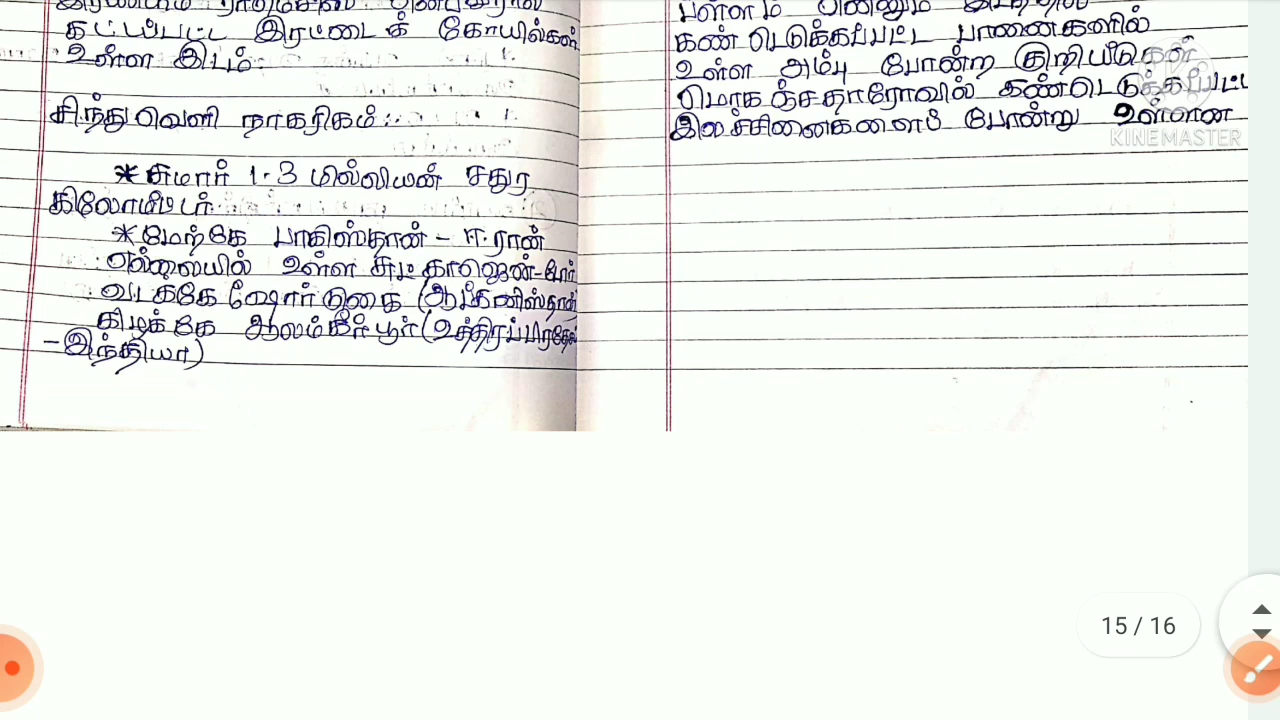 கட்டப்பட்ட இரட்டைக் கோயில்கள்
உள்ள இடம்.
சிந்துவெளி நாகரிகம்:
* சுமார் 1.3 மில்லியன் சதுர
கிலோமீட்டர்
* மேற்கே பாகிஸ்தான் - ஈரான்
எல்லையில் உள்ள
வடக்கே ஷோர்டுகை (ஆப்கனிஸ்தான்
கிழக்கே ஆலம்கீர்பூர் (உத்திரப்பிரதேச
- இந்தியா)
கண்டெடுக்கப்பட்ட பானைகளில்
உள்ள அம்பு போன்ற குறியீடுகள்
மொகஞ்சதாரோவில் கண்டெடுக்கப்பட்ட
இலச்சினைகளைப் போன்று உள்ளன
KINEMASTER
15 / 16